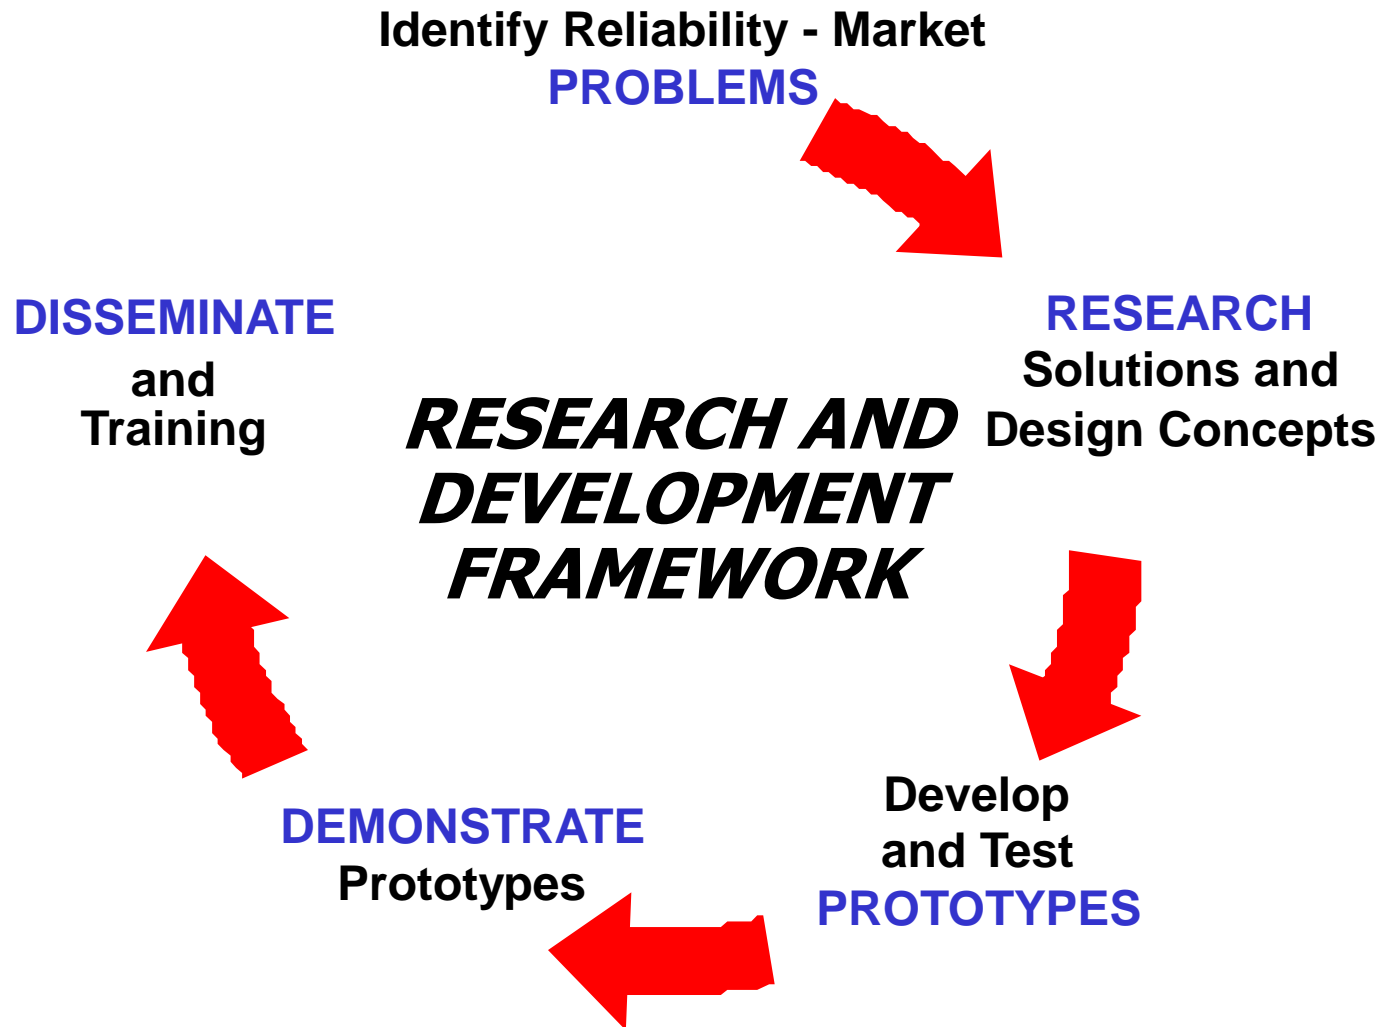 Identify Reliability - Market
PROBLEMS
RESEARCH
Solutions and
Design Concepts
Develop
and Test
PROTOTYPES
DEMONSTRATE
Prototypes
DISSEMINATE
and
Training
RESEARCH AND
DEVELOPMENT
FRAMEWORK